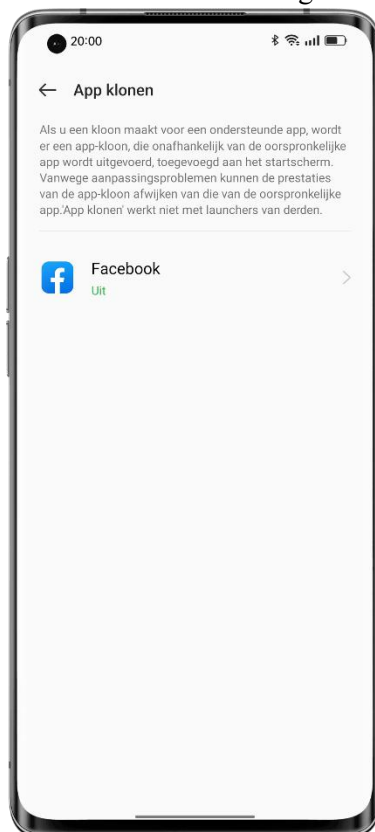 20:00
App klonen
Als u een kloon maakt voor een ondersteunde app, wordt
er een app-kloon, die onafhankelijk van de oorspronkelijke
app wordt uitgevoerd, toegevoegd aan het startscherm.
Vanwege aanpassingsproblemen kunnen de prestaties
van de app-kloon afwijken van die van de oorspronkelijke
app.'App klonen' werkt niet met launchers van derden.
Facebook
Uit